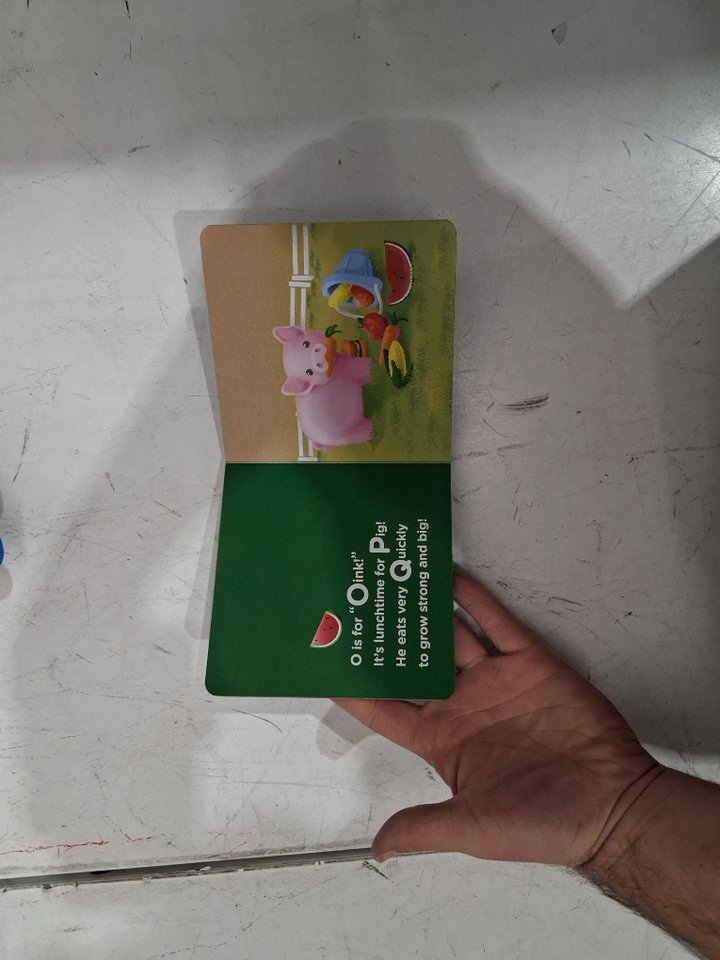 O is for “Oink!”
It’s lunchtime for Pig!
He eats very Quickly
to grow strong and big!